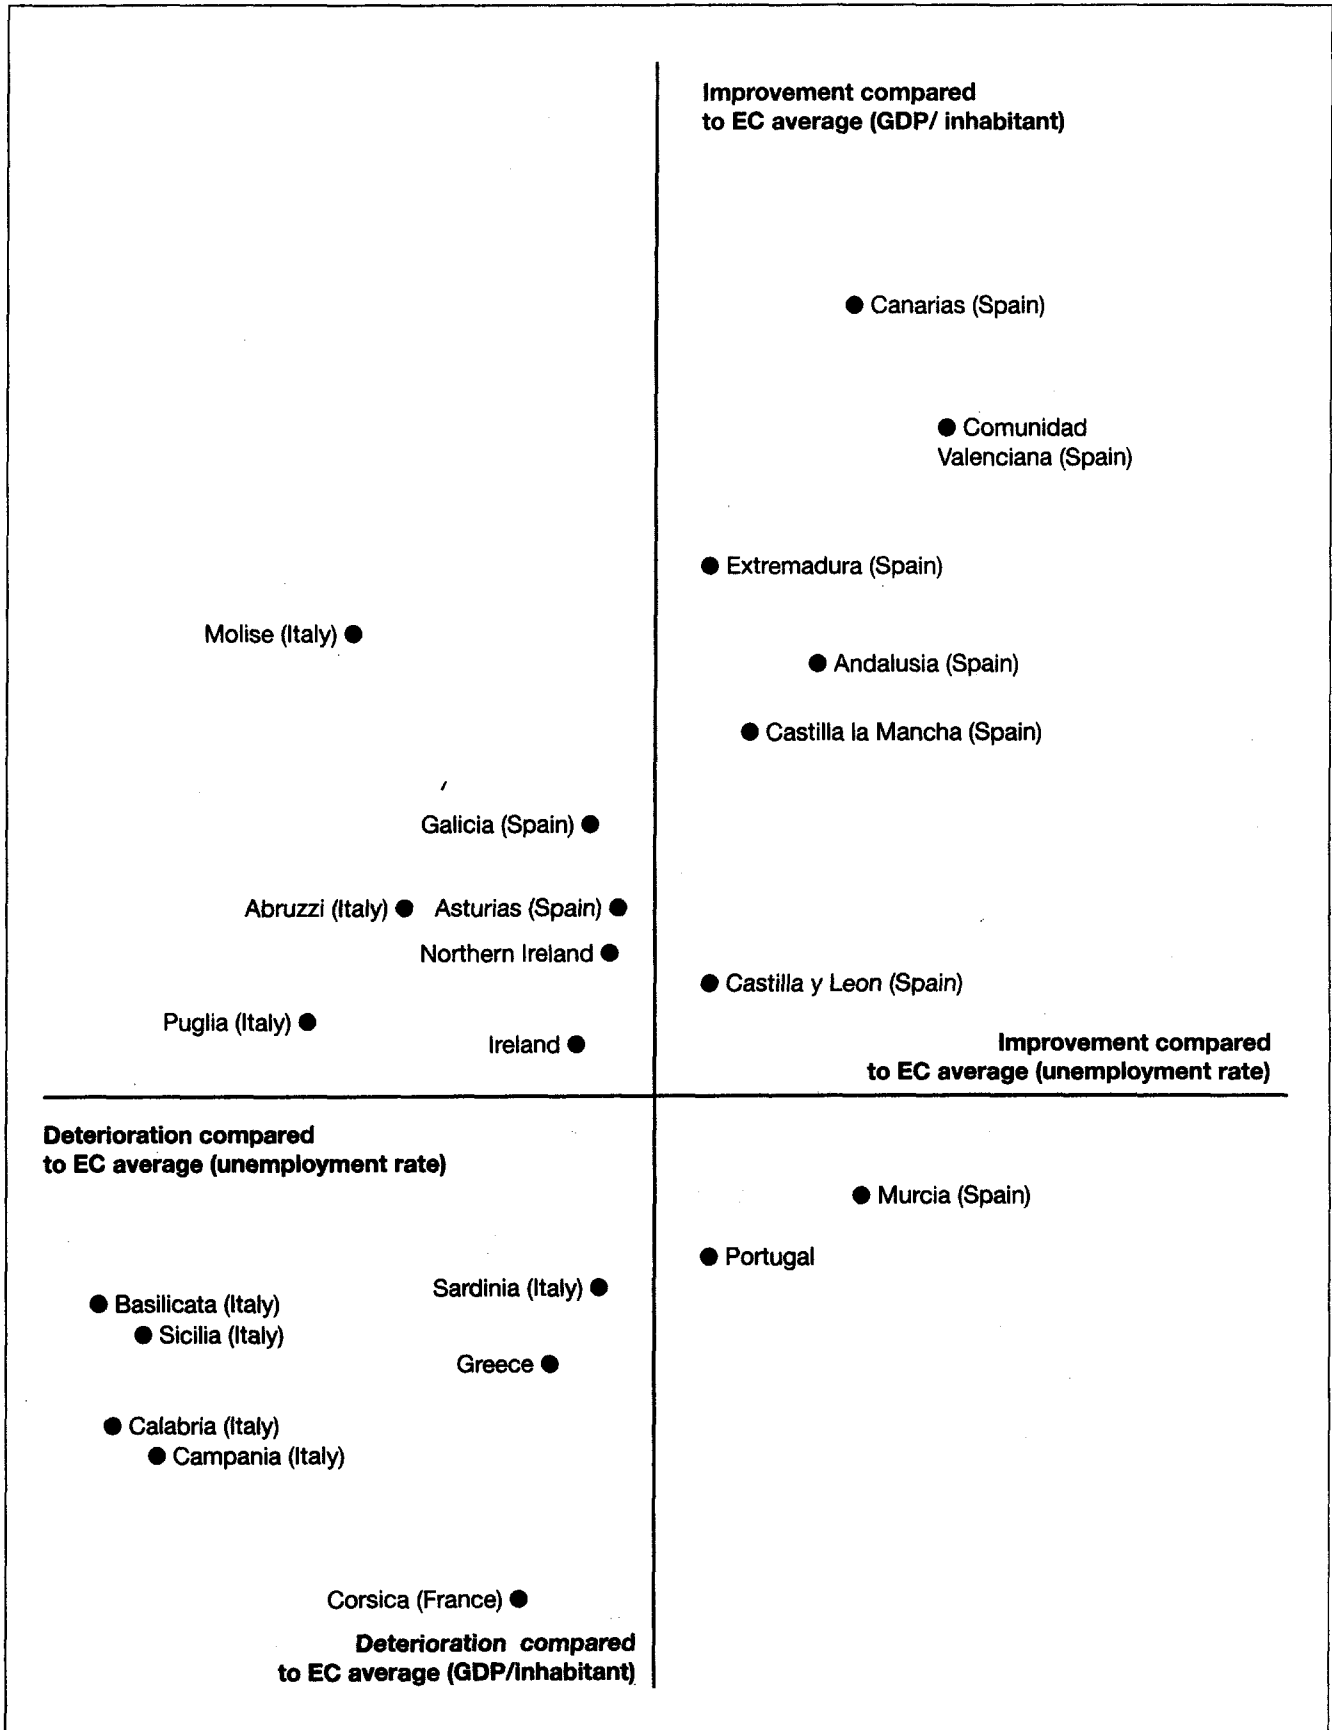 Improvement compared
to EC average (GDP/ inhabitant)
● Canarias (Spain)
● Comunidad
Valenciana (Spain)
● Extremadura (Spain)
Molise (Italy) ●
● Andalusia (Spain)
● Castilla la Mancha (Spain)
Galicia (Spain) ●
Abruzzi (Italy) ● Asturias (Spain) ●
Northern Ireland ●
● Castilla y Leon (Spain)
Puglia (Italy) ●
Ireland ●
Improvement compared
to EC average (unemployment rate)
Deterioration compared
to EC average (unemployment rate)
● Murcia (Spain)
● Portugal
Sardinia (Italy) ●
● Basilicata (Italy)
● Sicilia (Italy)
Greece ●
● Calabria (Italy)
● Campania (Italy)
Corsica (France) ●
Deterioration compared
to EC average (GDP/inhabitant)